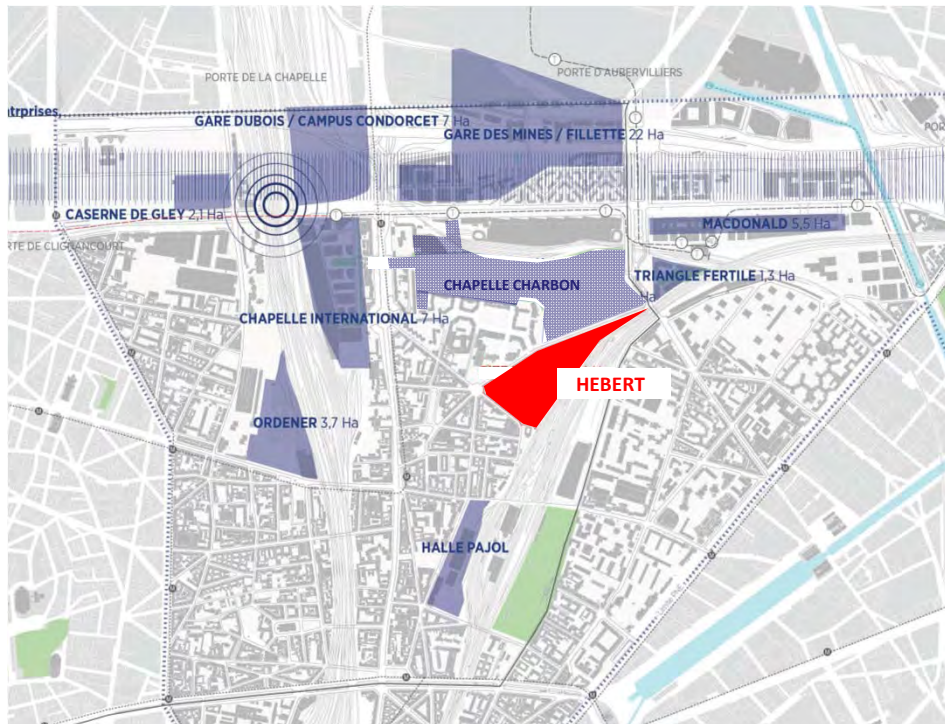 PORTE DE LA CHAPELLE
PORTE D'AUBERVILLIERS
GARE DUBOIS / CAMPUS CONDORCET 7 Ha
GARE DES MINES / FILLETTE 22 Ha
CASERNE DE GLEY 2,1 Ha
MACDONALD 5,5 Ha
TRIANGLE FERTILE 1,3 Ha
CHAPELLE CHARBON
Ha
CHAPELLE INTERNATIONAL 7 Ha
HEBERT
ORDENER 3,7 Ha
HALLE PAJOL